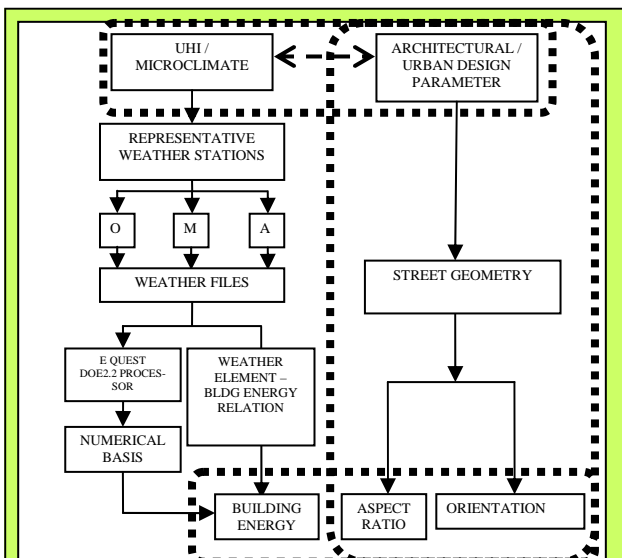 UHI /
MICROCLIMATE
ARCHITECTURAL /
URBAN DESIGN
PARAMETER
REPRESENTATIVE
WEATHER STATIONS
O
M
A
WEATHER FILES
STREET GEOMETRY
E QUEST
DOE2.2 PROCES-
SOR
WEATHER
ELEMENT –
BLDG ENERGY
RELATION
NUMERICAL
BASIS
BUILDING
ENERGY
ASPECT
RATIO
ORIENTATION